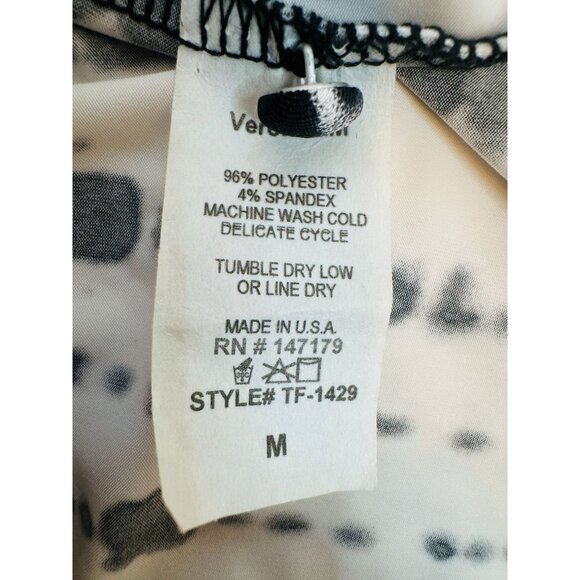 96% POLYESTER
4% SPANDEX
MACHINE WASH COLD
DELICATE CYCLE
TUMBLE DRY LOW
OR LINE DRY
MADE IN U.S.A.
RN # 147179
STYLE# TF-1429
M